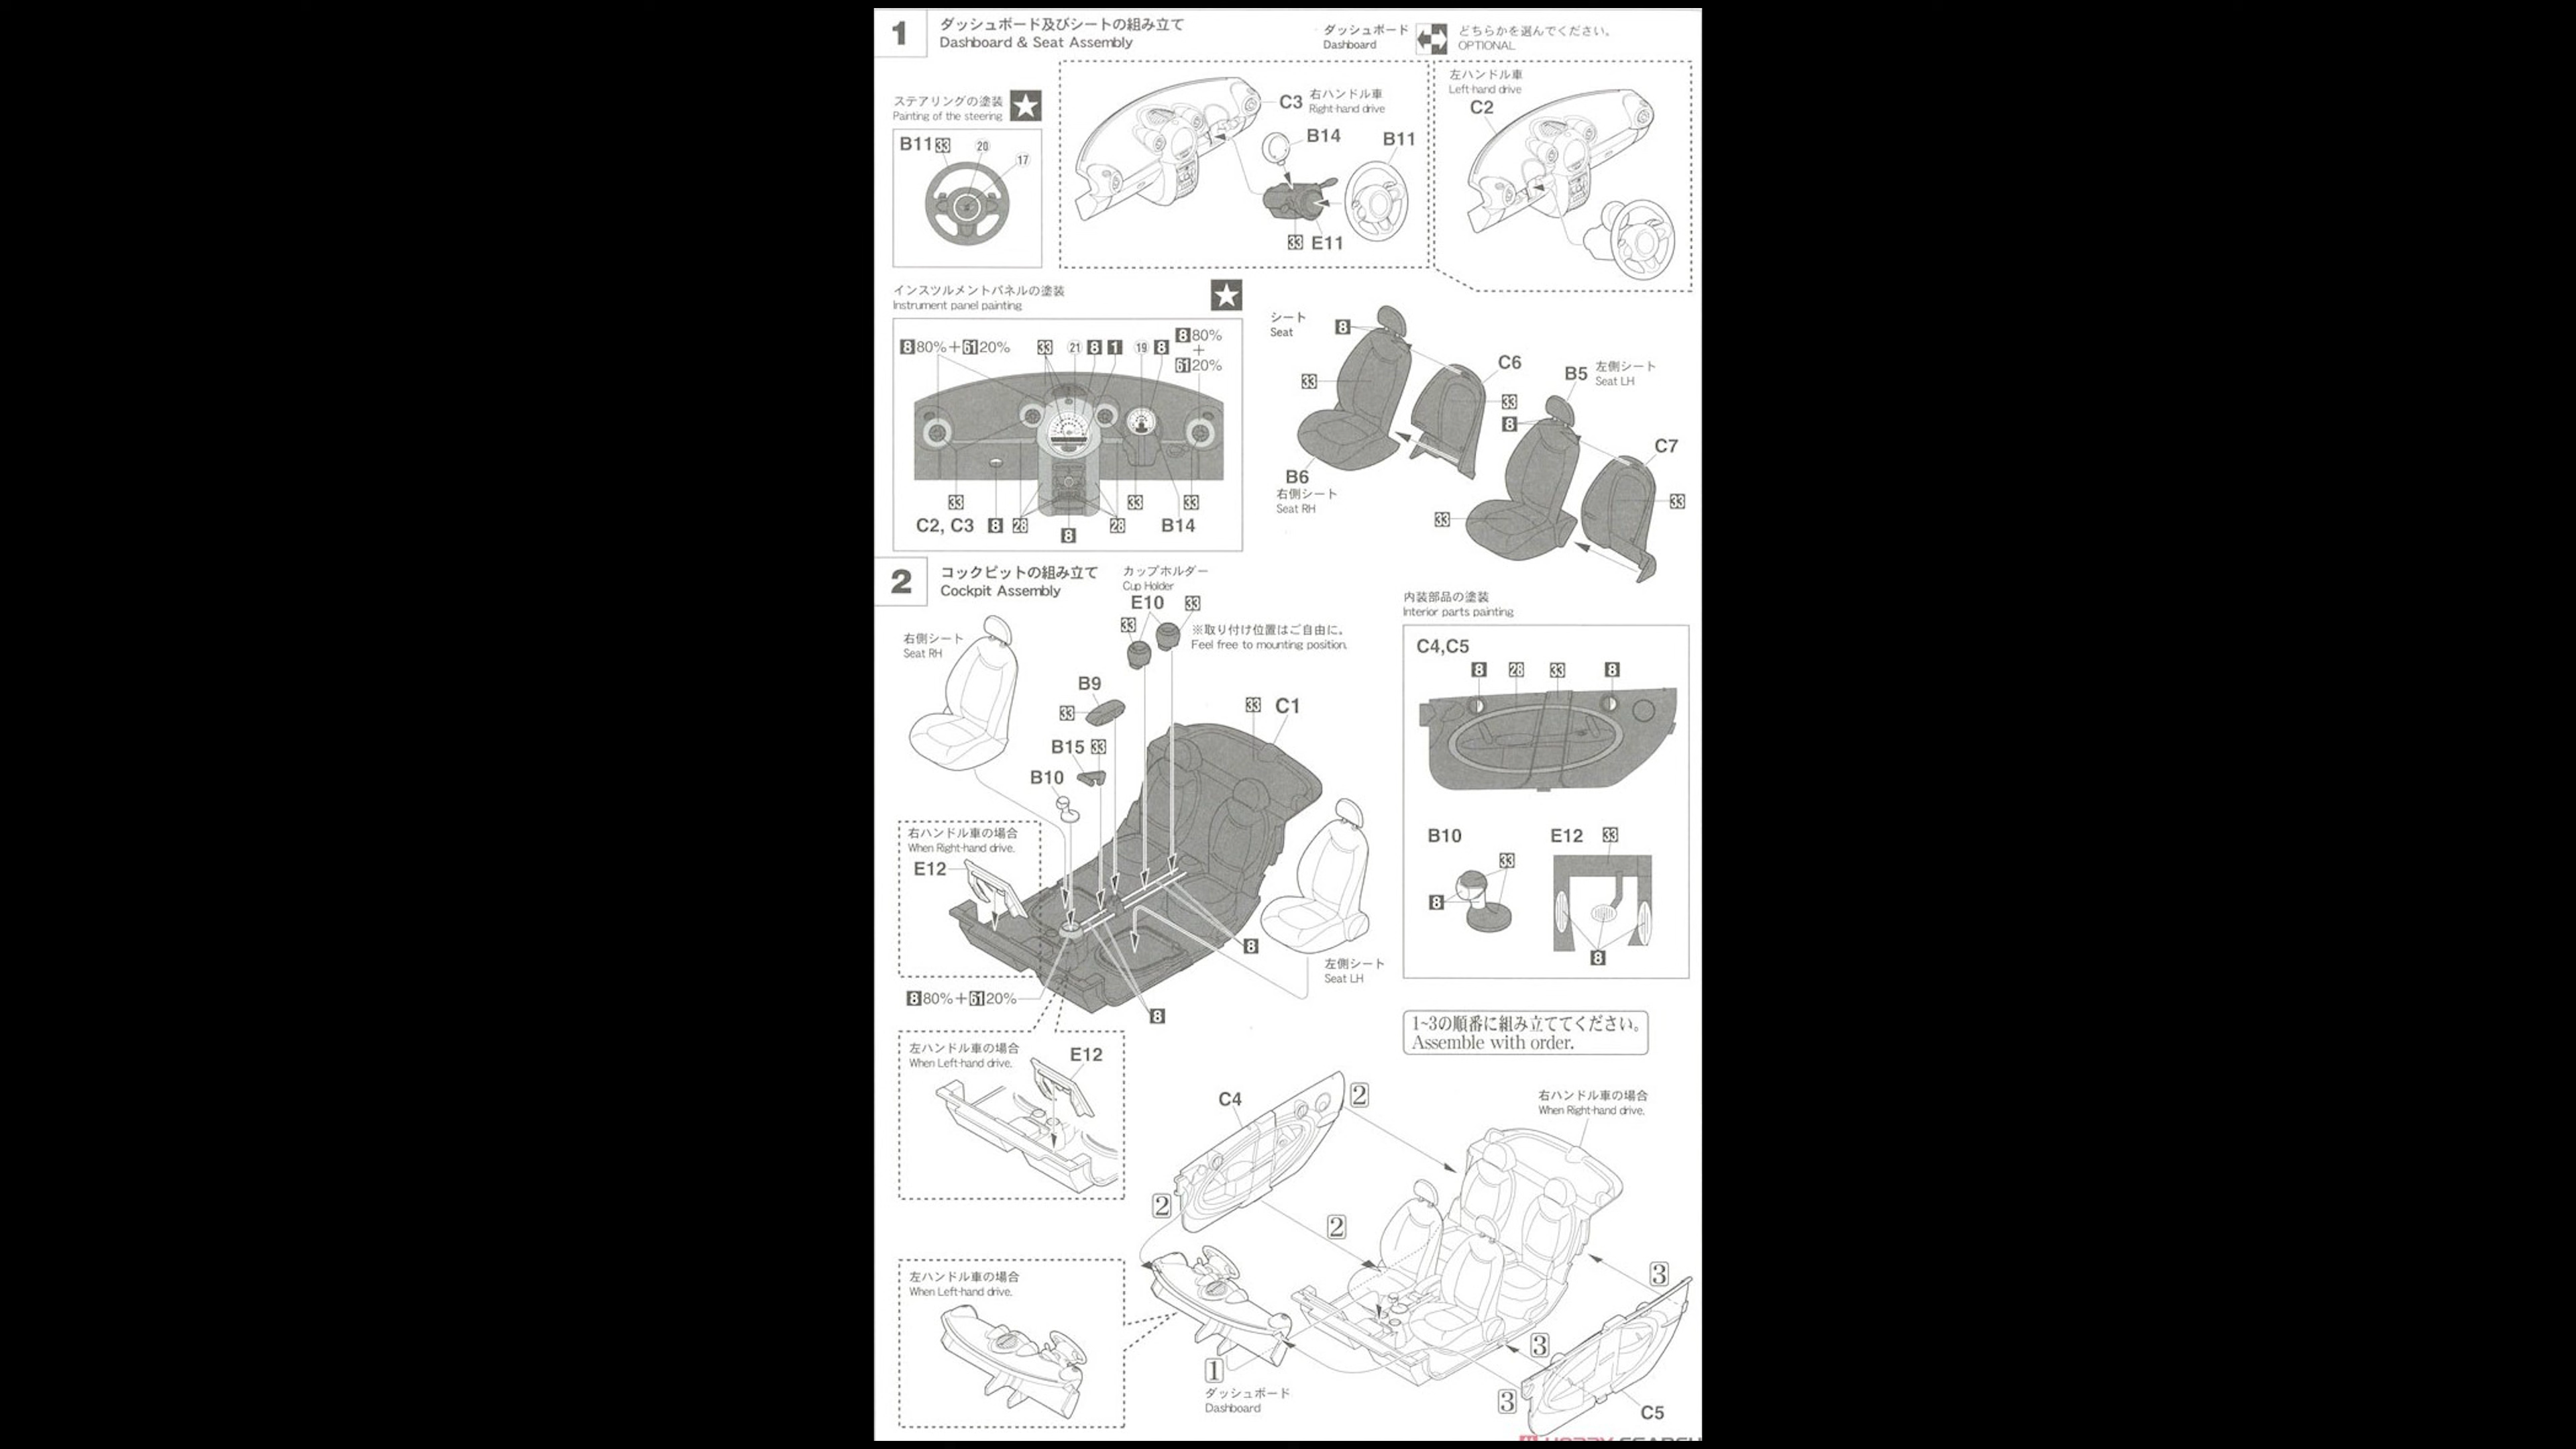 1
ダッシュボード及びシートの組み立て
Dashboard & Seat Assembly
ダッシュボード
Dashboard
どちらかを選んでください。
OPTIONAL
ステアリングの塗装
Painting of the steering
B11 33 20 17
C3
右ハンドル車
Right-hand drive
B14
B11
33 E11
左ハンドル車
Left-hand drive
C2
インスツルメントパネルの塗装
Instrument panel painting
8 80%+61 20%
33 21 8 1 19 8
8 80%
+
61 20%
33 33 33
C2, C3 8 28 8 28 B14
シート
Seat
8
33
C6
33
B6
右側シート
Seat RH
B5
左側シート
Seat LH
8
C7
33
33
2
コックピットの組み立て
Cockpit Assembly
カップホルダー
Cup Holder
E10 33
33
※取り付け位置はご自由に。
Feel free to mounting position.
右側シート
Seat RH
B9
33
B15 33
B10
33 C1
右ハンドル車の場合
When Right-hand drive.
E12
8
左側シート
Seat LH
8 80%+61 20%
8
内装部品の塗装
Interior parts painting
C4,C5
8 28 33 8
B10
33
8
E12 33
8
左ハンドル車の場合
When Left-hand drive.
E12
1~3の順番に組み立ててください。
Assemble with order.
右ハンドル車の場合
When Right-hand drive.
C4
2
2
2
3
3
3
C5
左ハンドル車の場合
When Left-hand drive.
1
ダッシュボード
Dashboard